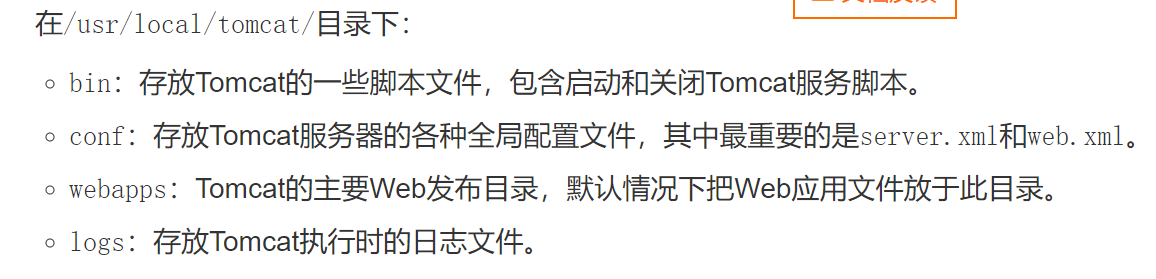 在/usr/local/tomcat/目录下：
bin：存放Tomcat的一些脚本文件，包含启动和关闭Tomcat服务脚本。
conf：存放Tomcat服务器的各种全局配置文件，其中最重要的是server.xml和web.xml。
webapps：Tomcat的主要Web发布目录，默认情况下把Web应用文件放于此目录。
logs：存放Tomcat执行时的日志文件。